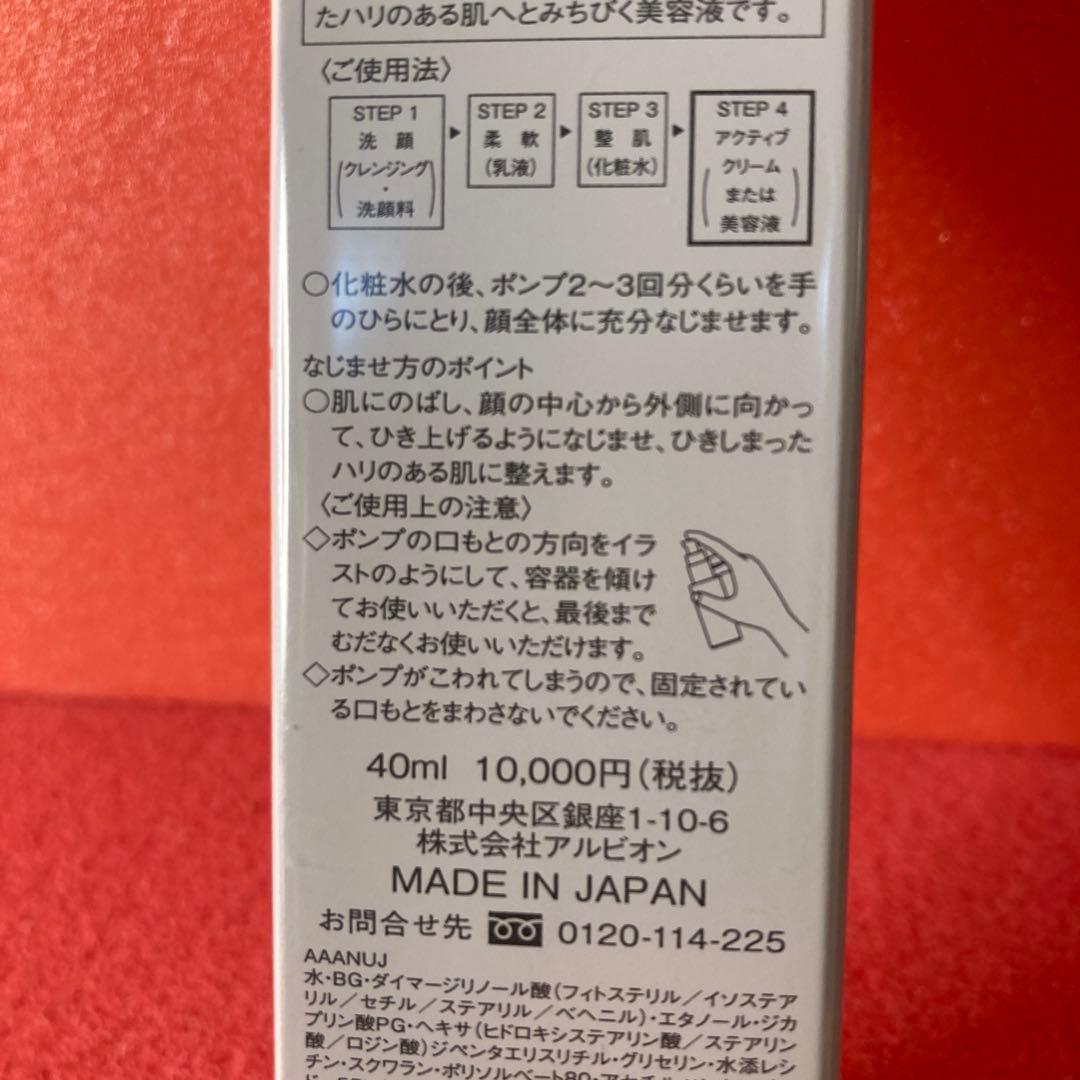 たハリのある肌へとみちびく美容液です。
〈ご使用法〉
STEP 1
洗 顔
(クレンジング
・
洗顔料)
▶
STEP 2
柔 軟
(乳液)
▶
STEP 3
整 肌
(化粧水)
▶
STEP 4
アクティブ
(クリーム
または
美容液)
○化粧水の後、ポンプ2〜3回分くらいを手
のひらにとり、顔全体に充分なじませます。
なじませ方のポイント
○肌にのばし、顔の中心から外側に向かっ
て、ひき上げるようになじませ、ひきしまった
ハリのある肌に整えます。
〈ご使用上の注意〉
◇ポンプの口もとの方向をイラ
ストのようにして、容器を傾け
てお使いいただくと、最後まで
むだなくお使いいただけます。
◇ポンプがこわれてしまうので、固定されてい
る口もとをまわさないでください。
40ml 10,000円(税抜)
東京都中央区銀座1-10-6
株式会社アルビオン
MADE IN JAPAN
お問合せ先 0120-114-225
AAANUJ
水・BG・ダイマージリノール酸(フィトステリル/イソステア
リル/セチル/ステアリル/ベヘニル)・エタノール・ジカ
プリン酸PG・ヘキサ(ヒドロキシステアリン酸/ステアリン
酸/ロジン酸)ジペンタエリスリチル・グリセリン・水添レシ
チン・スクワラン・ポリソルベート80・